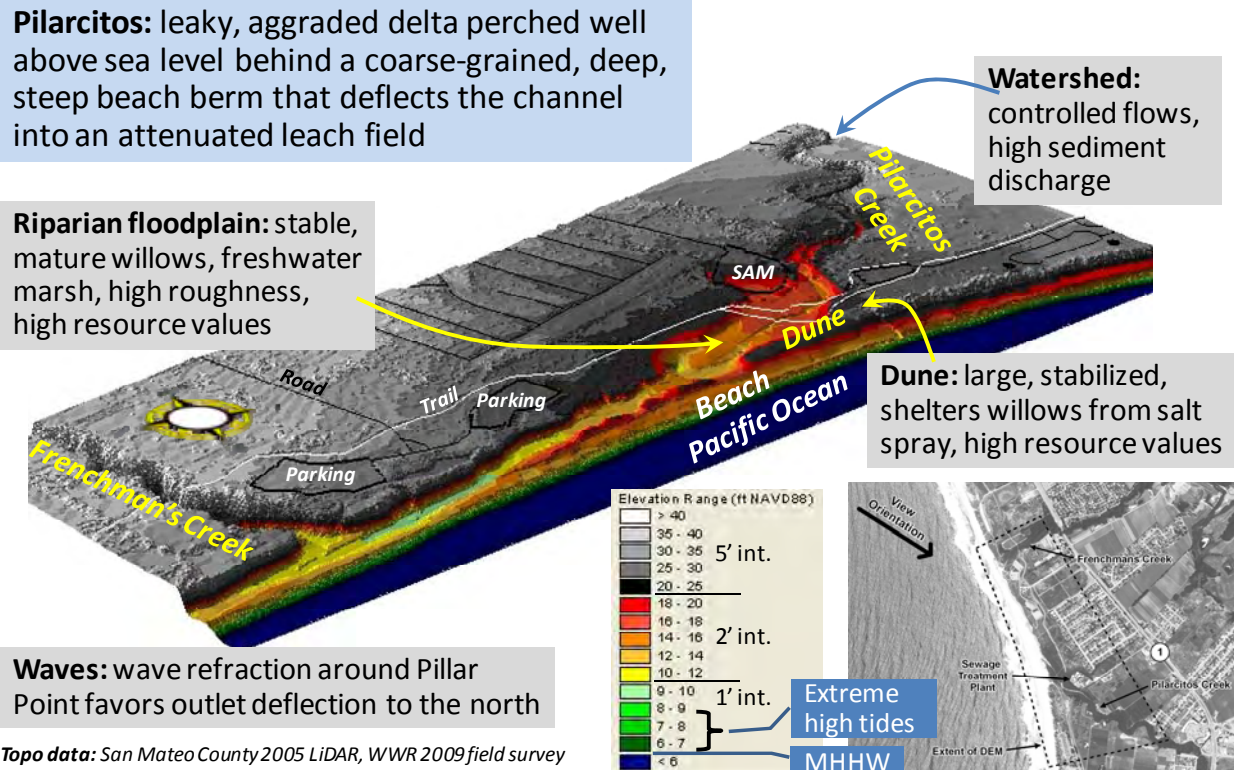 Pilarcitos: leaky, aggraded delta perched well
above sea level behind a coarse-grained, deep,
steep beach berm that deflects the channel
into an attenuated leach field
Watershed:
controlled flows,
high sediment
discharge
Riparian floodplain: stable,
mature willows, freshwater
marsh, high roughness,
high resource values
Pilarcitos
Creek
SAM
Dune
Road
Trail
Parking
Beach
Pacific Ocean
Parking
Frenchman's Creek
Dune: large, stabilized,
shelters willows from salt
spray, high resource values
Waves: wave refraction around Pillar
Point favors outlet deflection to the north
Topo data: San Mateo County 2005 LiDAR, WWR 2009 field survey
Elevation Range (ft NAVD88)
> 40
35 - 40
30 - 35
25 - 30
20 - 25
5' int.
18 - 20
16 - 18
14 - 16
12 - 14
10 - 12
2' int.
9 - 10
8 - 9
7 - 8
6 - 7
< 6
1' int.
Extreme
high tides
MHHW
View
Orientation
Frenchmans Creek
1
Sewage
Treatment
Plant
Pilarcitos Creek
Extent of DEM